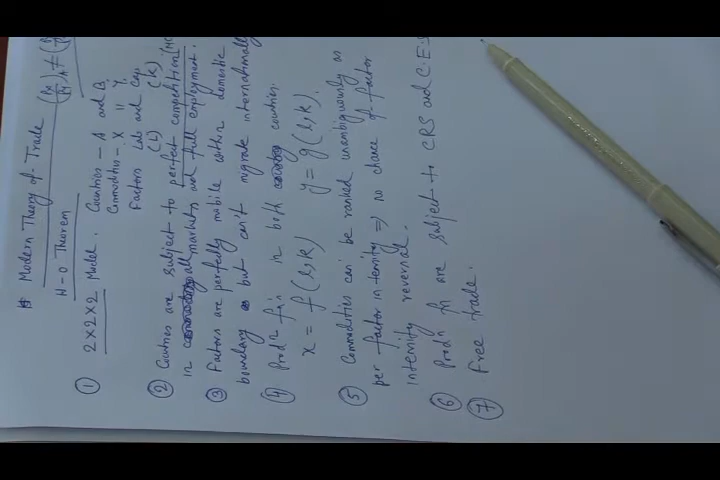 Modern Theory of Trade (Px/Py)A ≠
H-O Theorem
① 2×2×2 Model. Countries — A and B
Commodities — X " Y
Factors Lab and Cap
(L) (K)
② Countries are subject to perfect competition
in all markets and full employment.
③ Factors are perfectly mobile within domestic
boundary but can't migrate internationally
④ Prodⁿ fⁿ in both countries.
x = f(L,K) y = g(L,K).
⑤ Commodities can be ranked unambiguously as
per factor intensity ⇒ no chance of factor
intensity reversal.
⑥ Prodn fn are subject to CRS and C.E.S
⑦ Free trade.